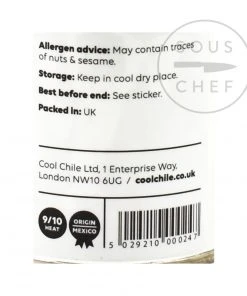 SOUS
CHEF
Allergen advice: May contain traces
of nuts & sesame.
Storage: Keep in cool dry place.
Best before end: See sticker.
Packed in: UK
Cool Chile Ltd, 1 Enterprise Way,
London NW10 6UG / coolchile.co.uk
9/10
HEAT
ORIGIN
MEXICO
5 029210 000247